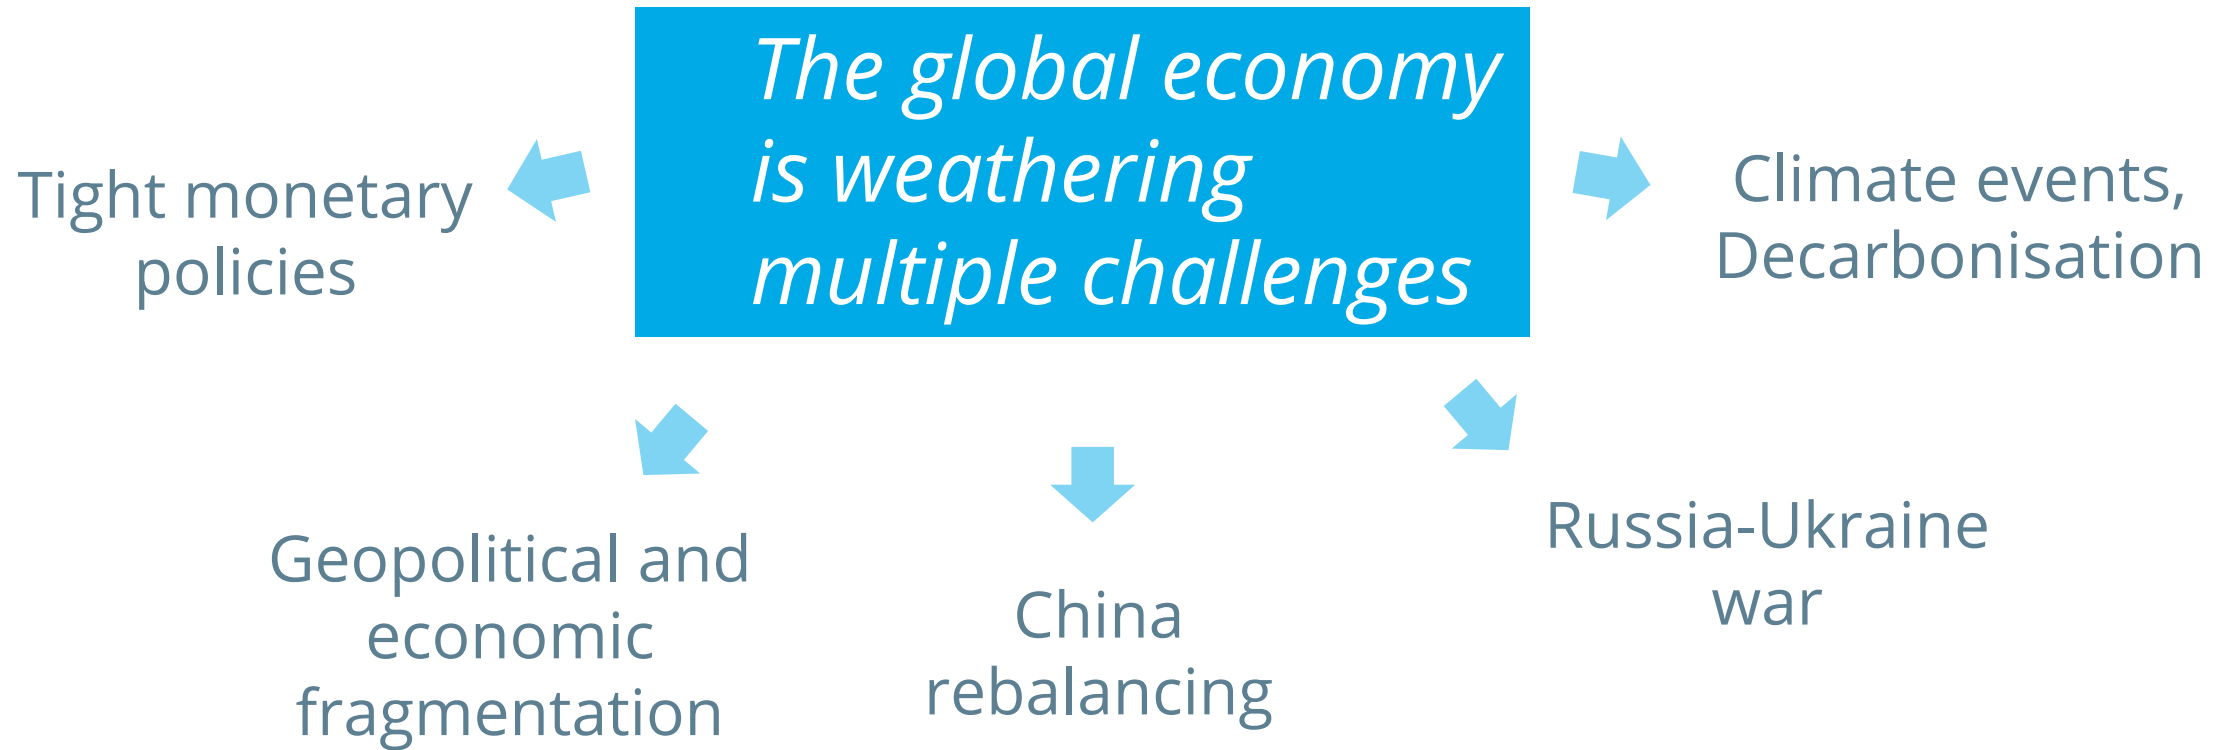 The global economy
is weathering
multiple challenges
Tight monetary
policies
Geopolitical and
economic
fragmentation
China
rebalancing
Russia-Ukraine
war
Climate events,
Decarbonisation